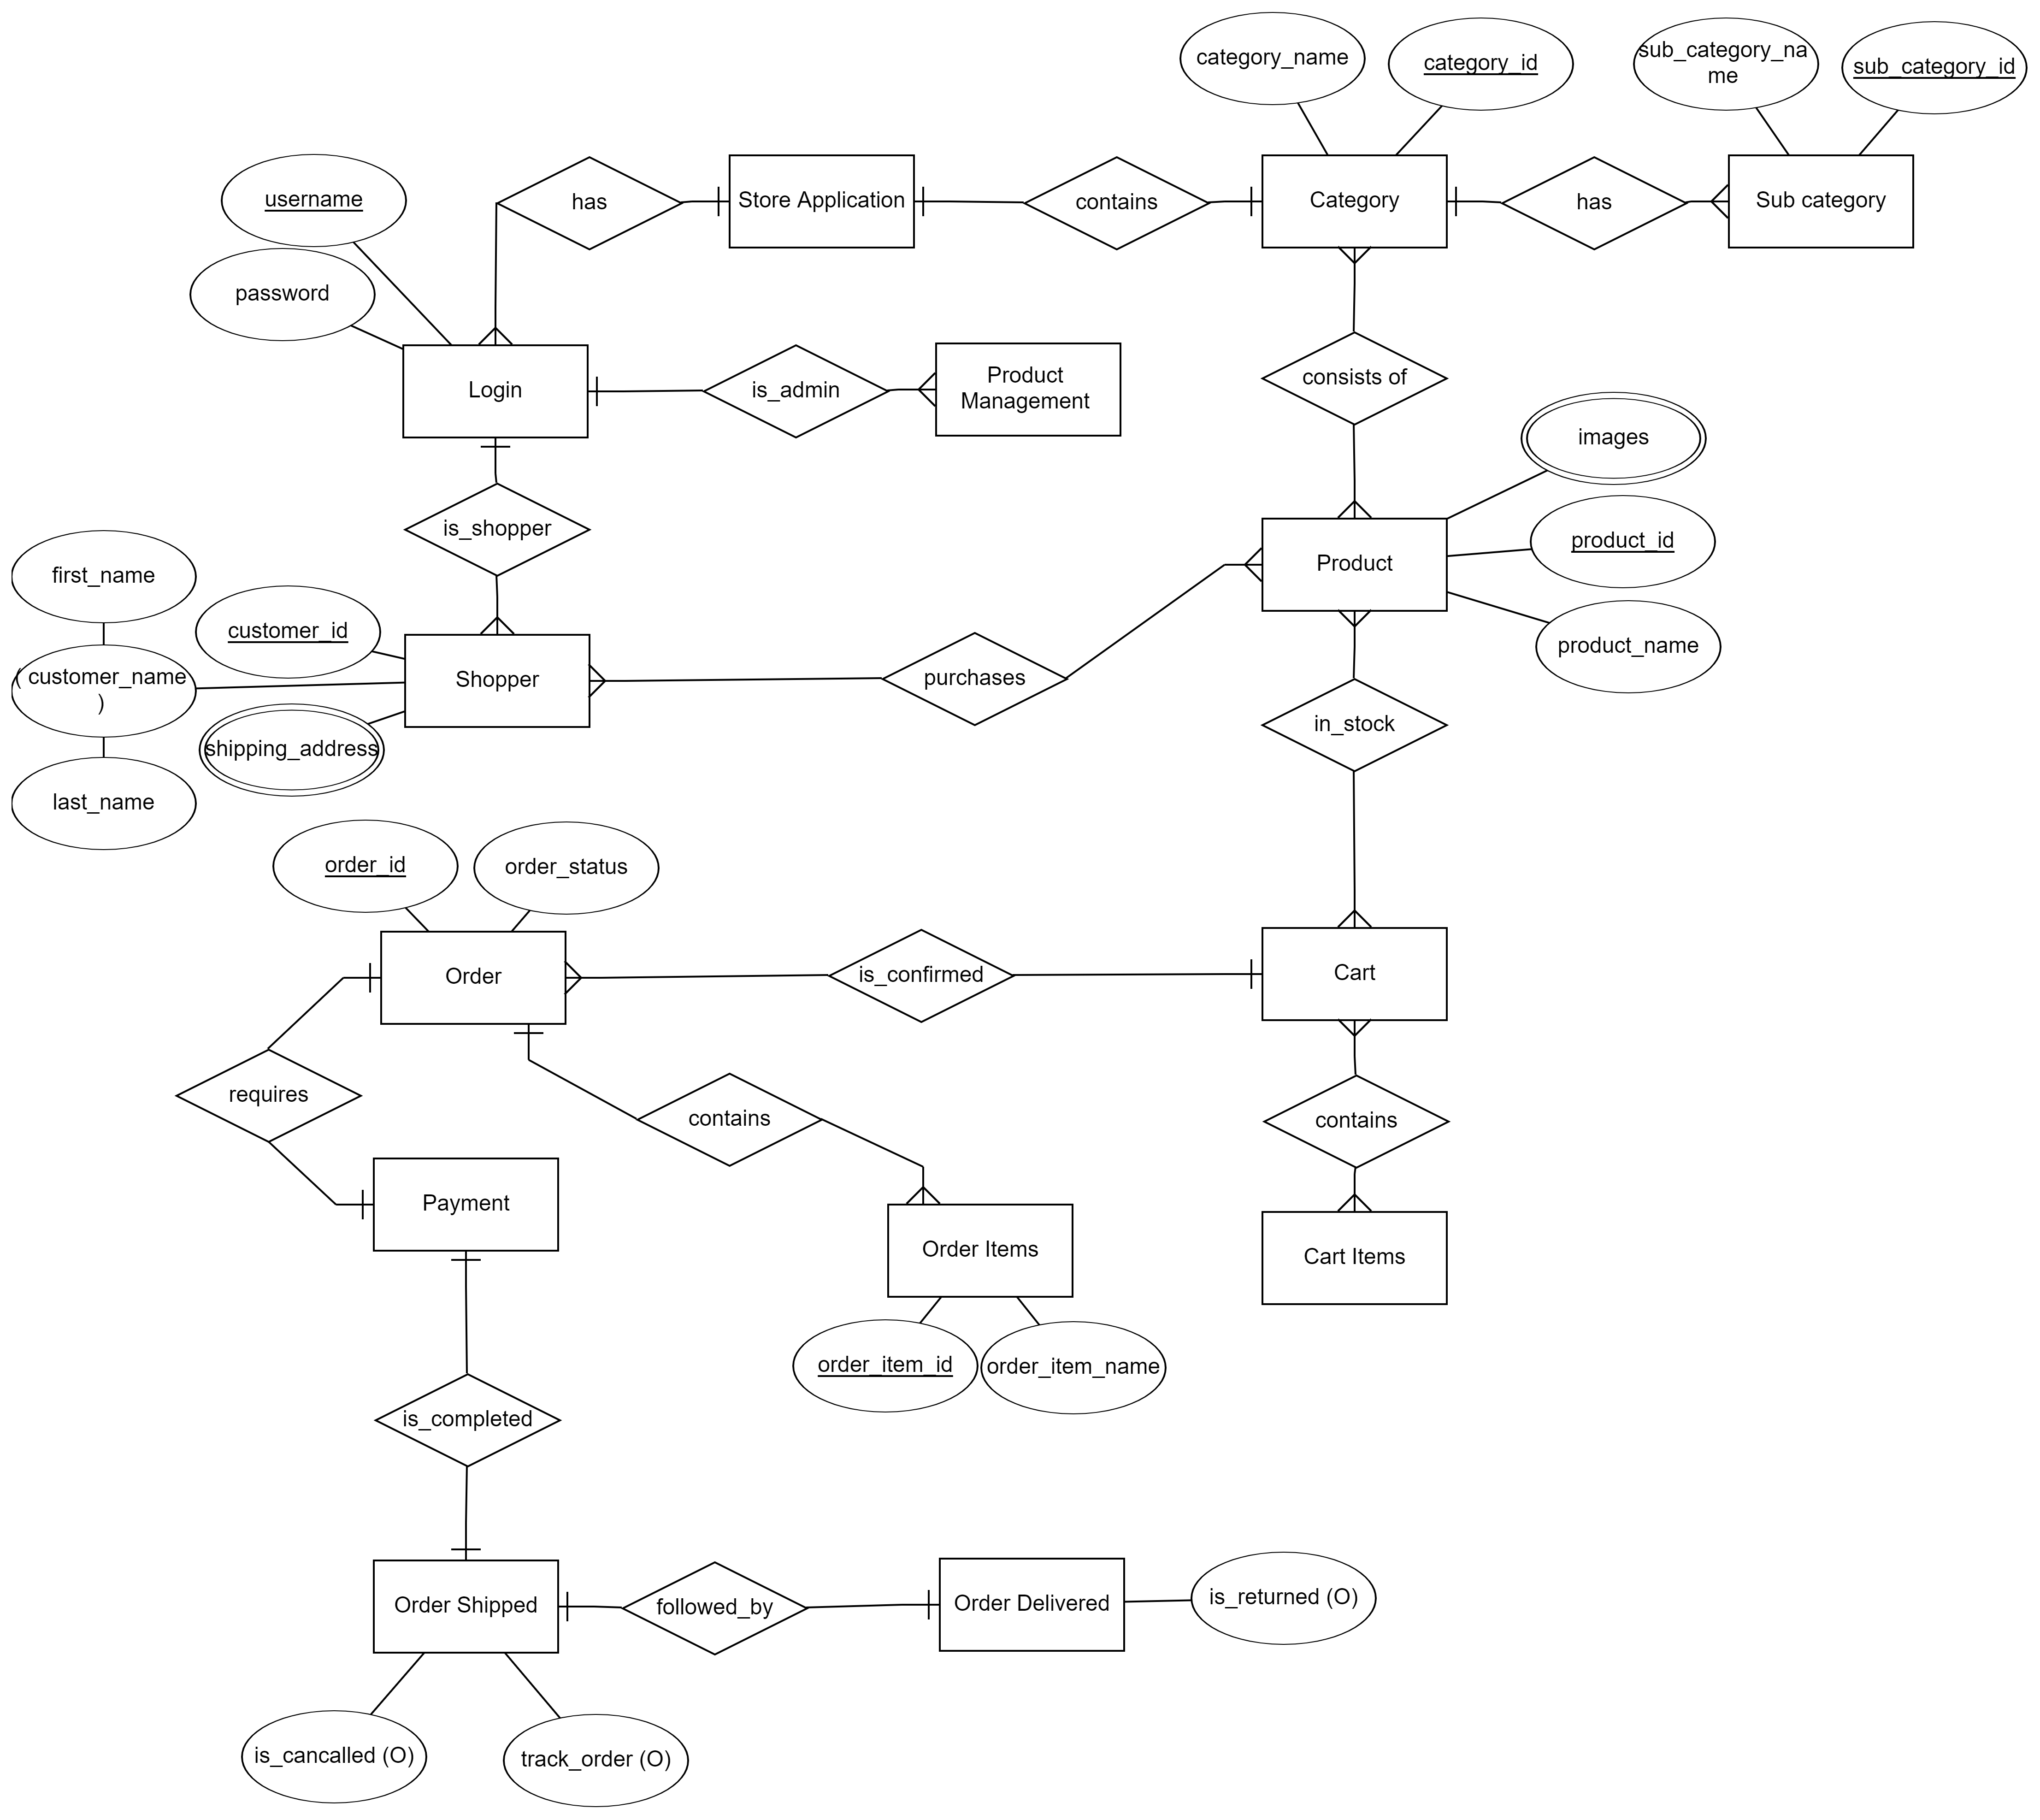 category_name
category_id
sub_category_na
me
sub_category_id
username
has
Store Application
contains
Category
has
Sub category
password
Login
is_admin
Product
Management
consists of
images
is_shopper
product_id
Product
first_name
customer_id
product_name
( customer_name
)
Shopper
purchases
in_stock
shipping_address
last_name
order_id
order_status
Order
is_confirmed
Cart
requires
contains
contains
Payment
Order Items
Cart Items
order_item_id
order_item_name
is_completed
Order Shipped
followed_by
Order Delivered
is_returned (O)
is_cancalled (O)
track_order (O)